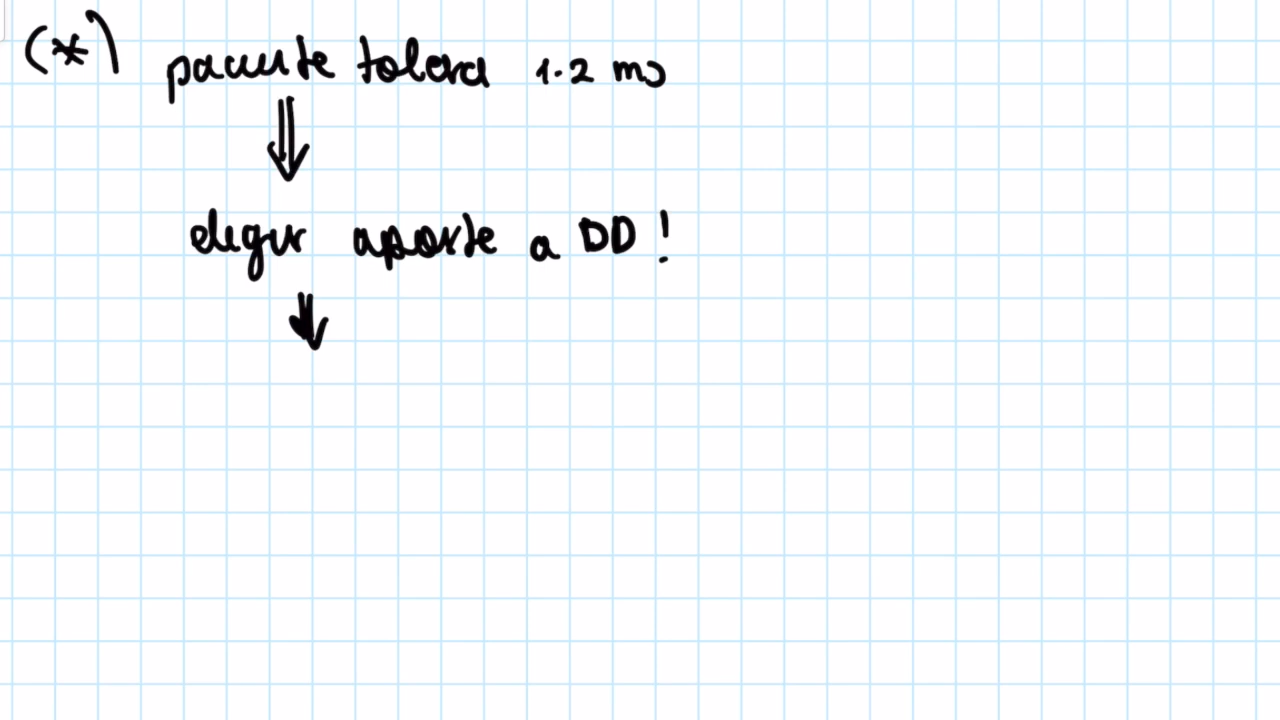 (*) paciente tolera 1.2 ms
⇓
elegir aporte a DD!
⇓